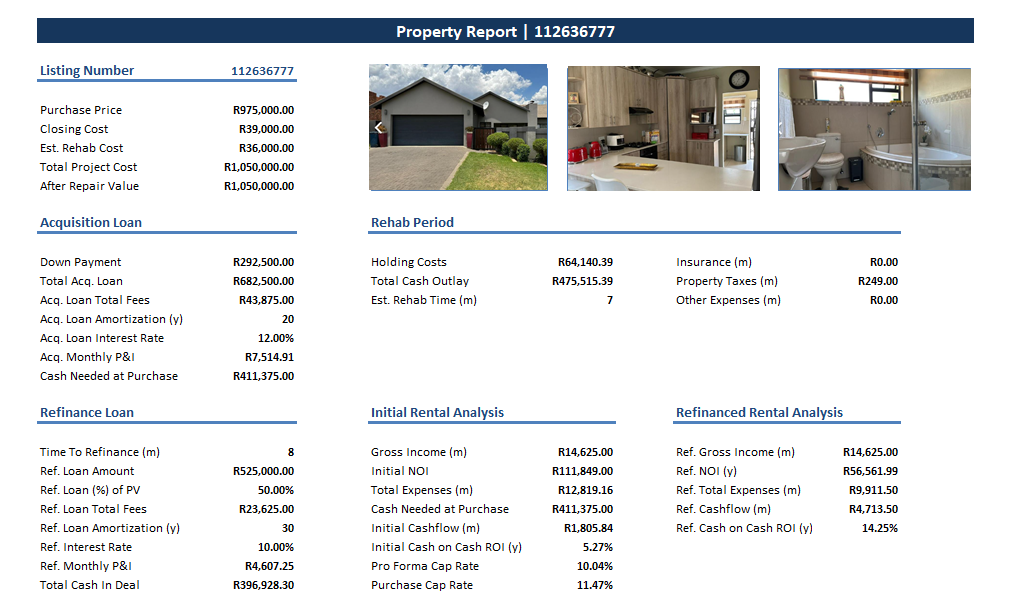 Property Report | 112636777
Listing Number 112636777
Purchase Price R975,000.00
Closing Cost R39,000.00
Est. Rehab Cost R36,000.00
Total Project Cost R1,050,000.00
After Repair Value R1,050,000.00
Acquisition Loan
Down Payment R292,500.00
Total Acq. Loan R682,500.00
Acq. Loan Total Fees R43,875.00
Acq. Loan Amortization (y) 20
Acq. Loan Interest Rate 12.00%
Acq. Monthly P&I R7,514.91
Cash Needed at Purchase R411,375.00
Rehab Period
Holding Costs R64,140.39 Insurance (m) R0.00
Total Cash Outlay R475,515.39 Property Taxes (m) R249.00
Est. Rehab Time (m) 7 Other Expenses (m) R0.00
Refinance Loan
Time To Refinance (m) 8
Ref. Loan Amount R525,000.00
Ref. Loan (%) of PV 50.00%
Ref. Loan Total Fees R23,625.00
Ref. Loan Amortization (y) 30
Ref. Interest Rate 10.00%
Ref. Monthly P&I R4,607.25
Total Cash In Deal R396,928.30
Initial Rental Analysis
Gross Income (m) R14,625.00
Initial NOI R111,849.00
Total Expenses (m) R12,819.16
Cash Needed at Purchase R411,375.00
Initial Cashflow (m) R1,805.84
Initial Cash on Cash ROI (y) 5.27%
Pro Forma Cap Rate 10.04%
Purchase Cap Rate 11.47%
Refinanced Rental Analysis
Ref. Gross Income (m) R14,625.00
Ref. NOI (y) R56,561.99
Ref. Total Expenses (m) R9,911.50
Ref. Cashflow (m) R4,713.50
Ref. Cash on Cash ROI (y) 14.25%